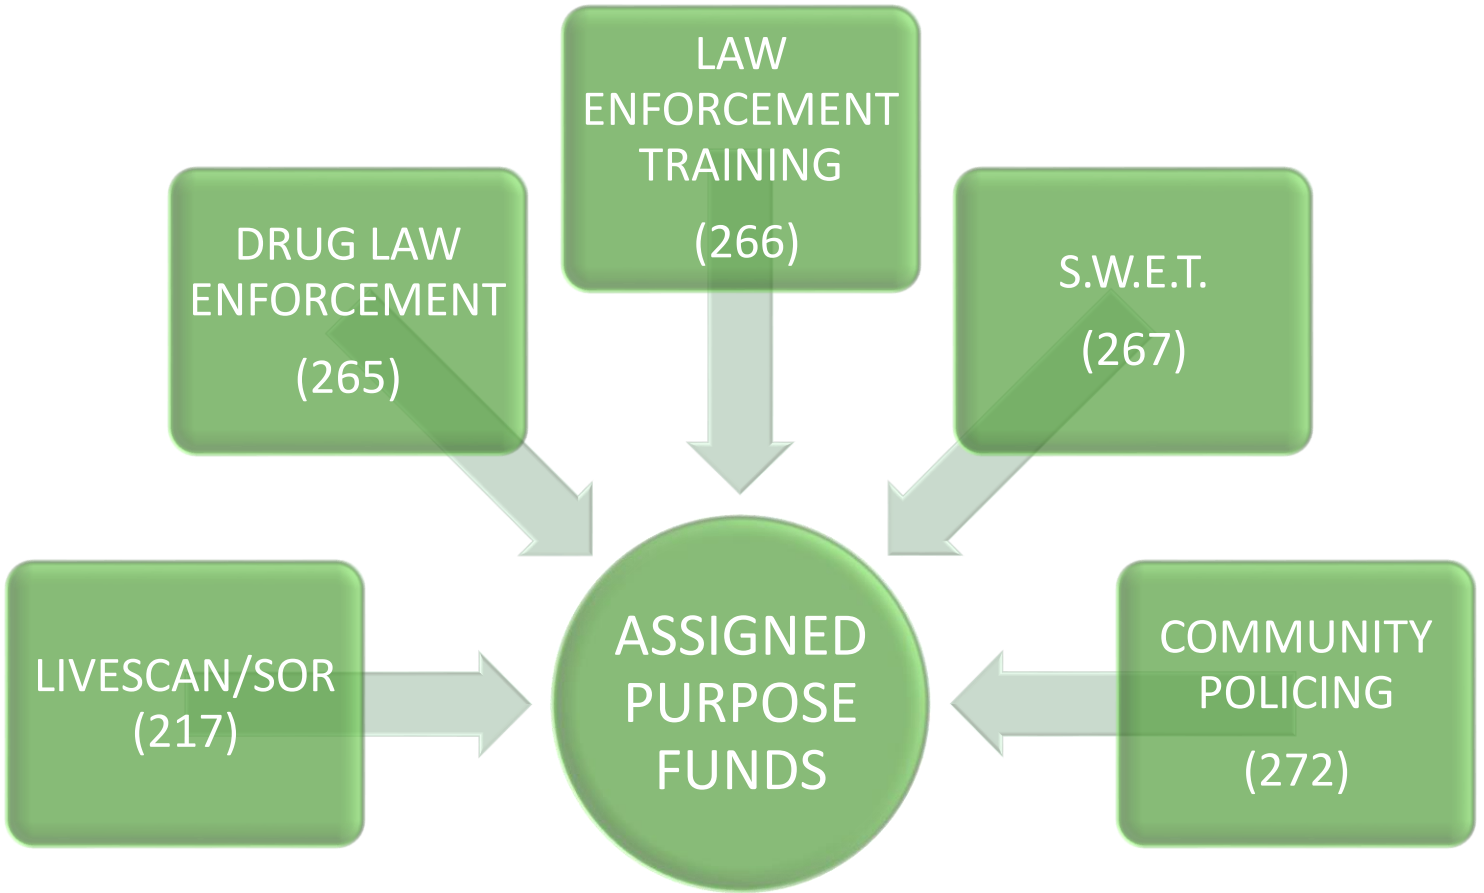 LAW
ENFORCEMENT
TRAINING
(266)
DRUG LAW
ENFORCEMENT
(265)
S.W.E.T.
(267)
LIVESCAN/SOR
(217)
ASSIGNED
PURPOSE
FUNDS
COMMUNITY
POLICING
(272)